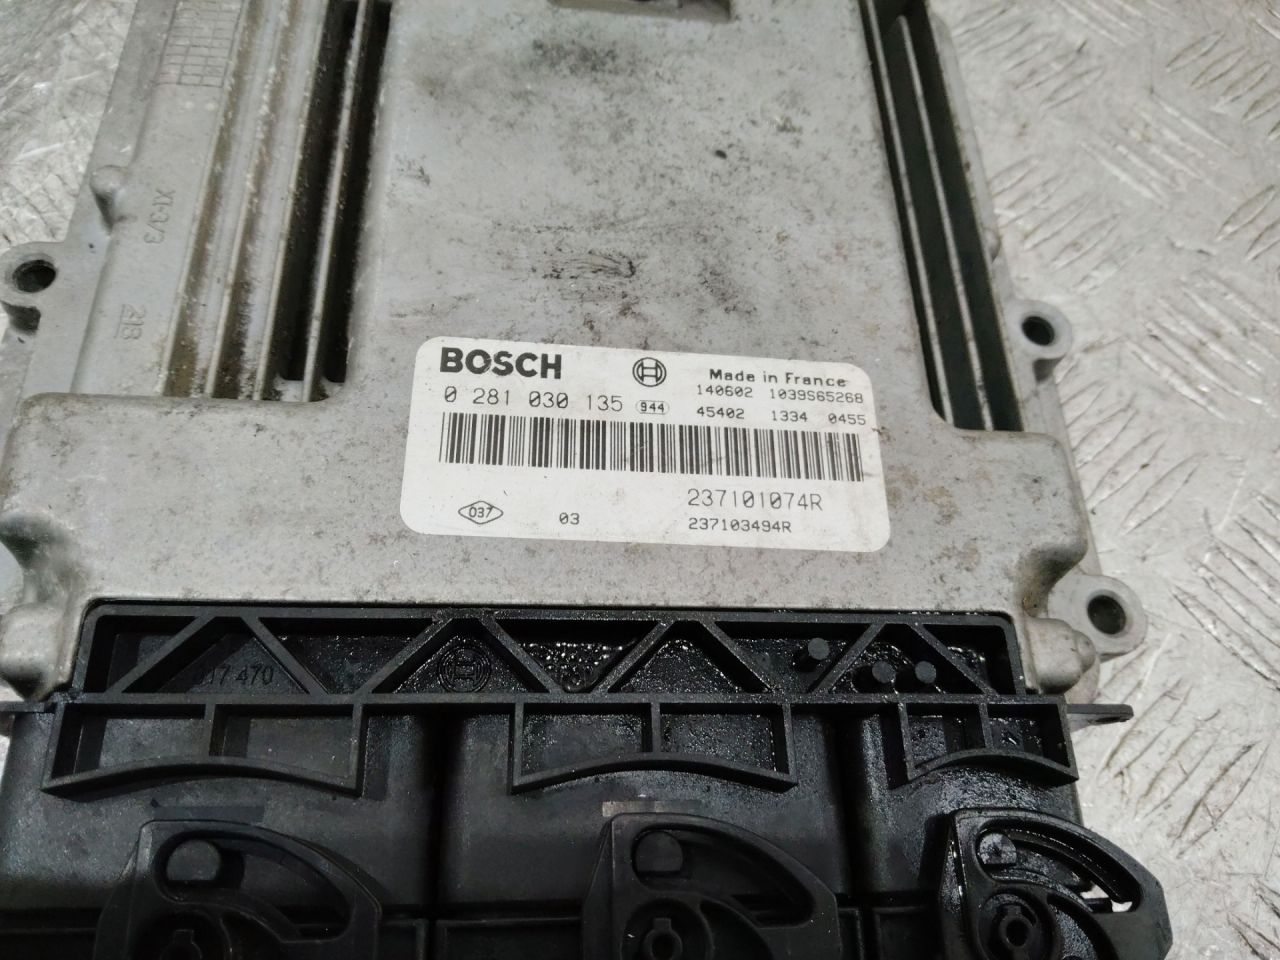 XI-3/3
213
BOSCH
Made in France
0 281 030 135 944
140602 1039S65268
45402 1334 0455
237101074R
037 03
237103494R